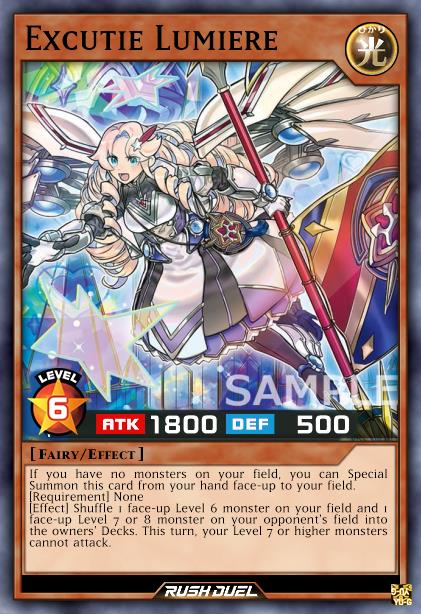 Excutie Lumiere
ひかり
光
SAMPLE
LEVEL
6
ATK 1800 DEF 500
[Fairy/Effect]
If you have no monsters on your field, you can Special
Summon this card from your hand face-up to your field.
[Requirement] None
[Effect] Shuffle 1 face-up Level 6 monster on your field and 1
face-up Level 7 or 8 monster on your opponent's field into
the owners' Decks. This turn, your Level 7 or higher monsters
cannot attack.
RUSH DUEL